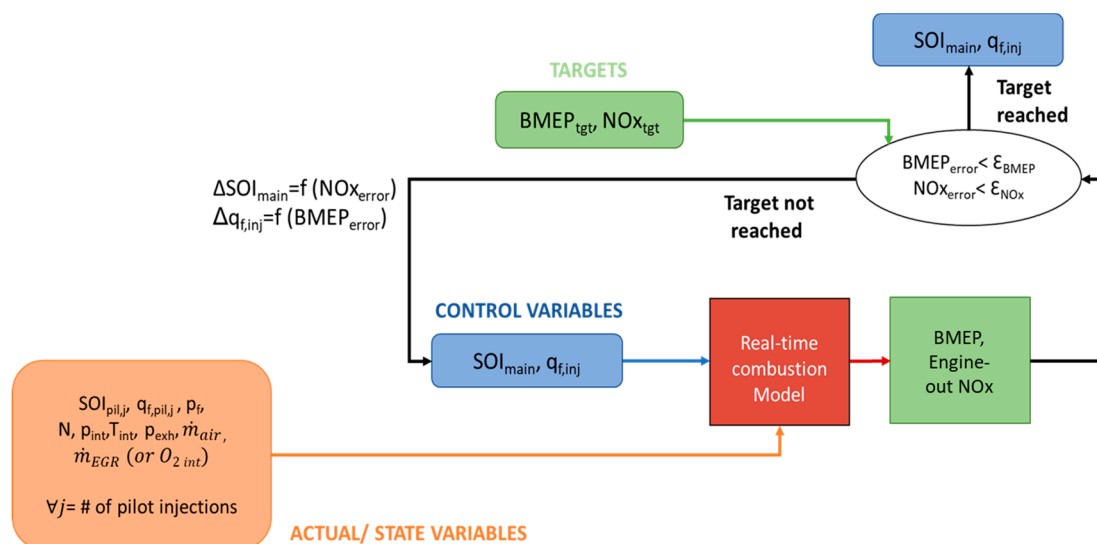 SOI_main, q_f,inj
TARGETS
Target
reached
BMEP_tgt, NOx_tgt
BMEP_error< Ɛ_BMEP
NOx_error< Ɛ_NOx
ΔSOI_main=f (NOx_error)
Δq_f,inj=f (BMEP_error)
Target not
reached
CONTROL VARIABLES
SOI_main, q_f,inj
Real-time
combustion
Model
BMEP,
Engine-
out NOx
SOI_pil,j, q_f,pil,j , p_f,
N, p_int,T_int, p_exh, ṁ_air,
ṁ_EGR (or O_2 int)
∀j= # of pilot injections
ACTUAL/ STATE VARIABLES